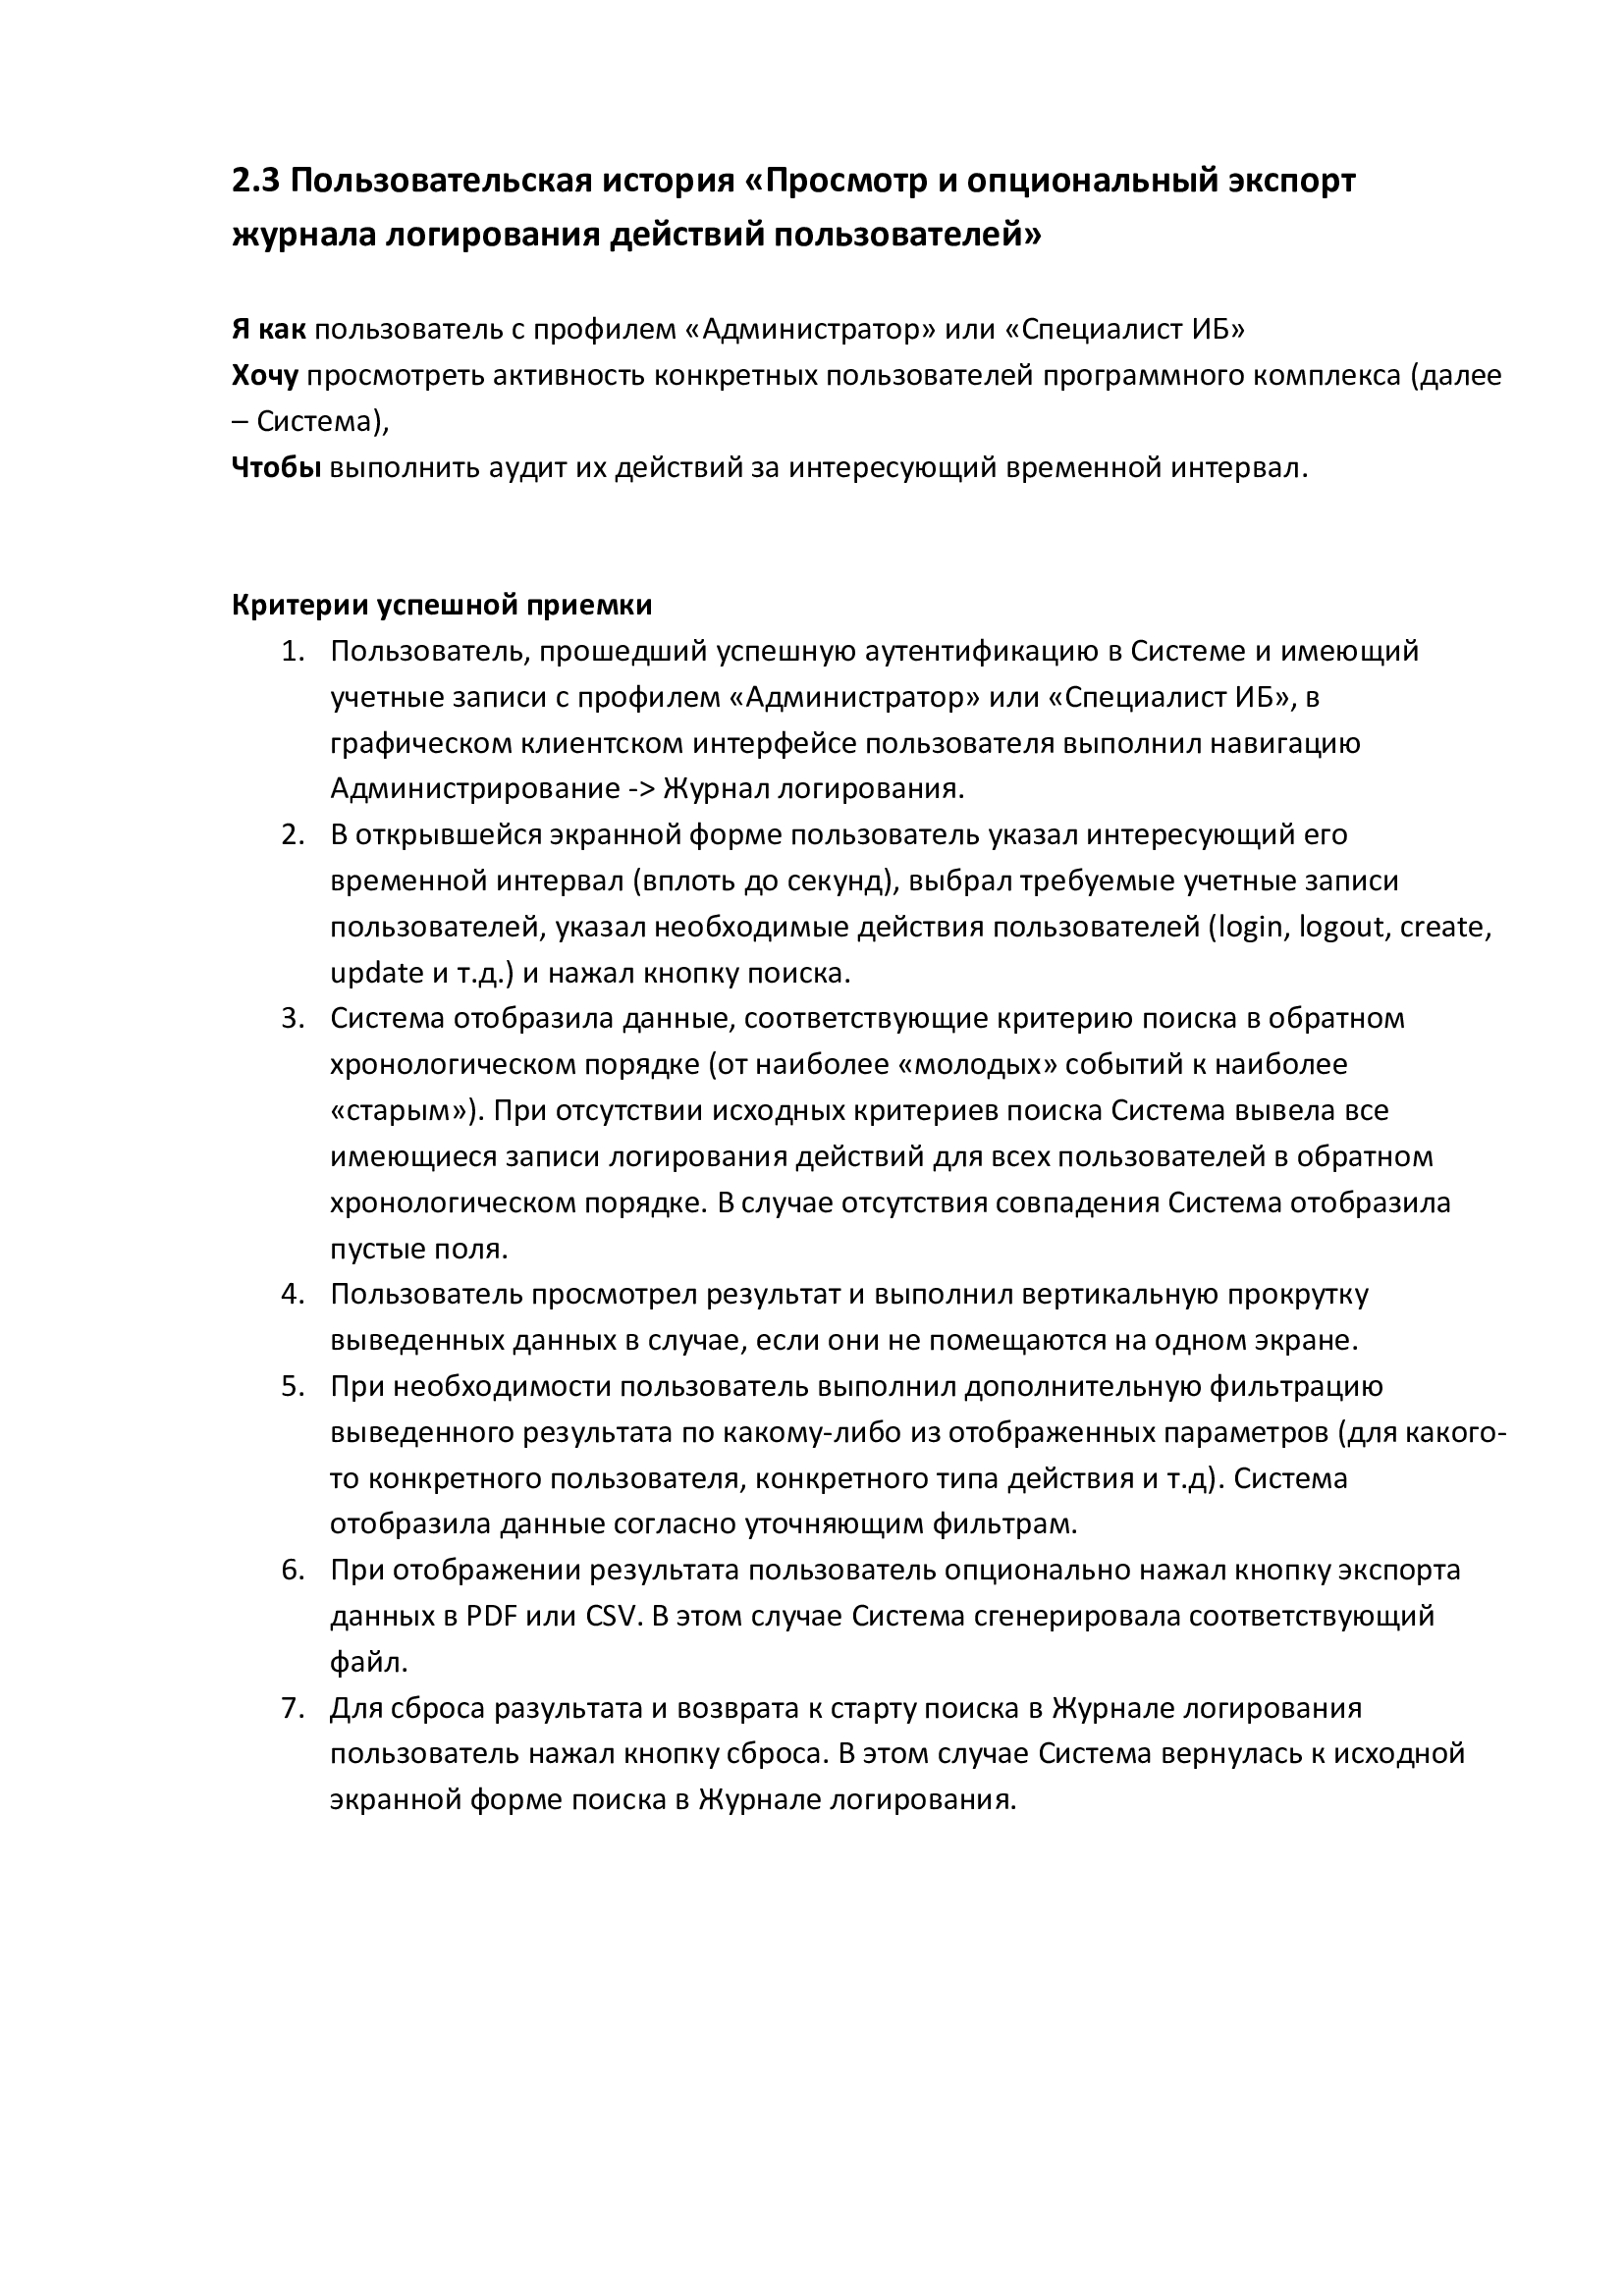 2.3 Пользовательская история «Просмотр и опциональный экспорт
журнала логирования действий пользователей»
Я как пользователь с профилем «Администратор» или «Специалист ИБ»
Хочу просмотреть активность конкретных пользователей программного комплекса (далее
– Система),
Чтобы выполнить аудит их действий за интересующий временной интервал.
Критерии успешной приемки
1. Пользователь, прошедший успешную аутентификацию в Системе и имеющий
учетные записи с профилем «Администратор» или «Специалист ИБ», в
графическом клиентском интерфейсе пользователя выполнил навигацию
Администрирование -> Журнал логирования.
2. В открывшейся экранной форме пользователь указал интересующий его
временной интервал (вплоть до секунд), выбрал требуемые учетные записи
пользователей, указал необходимые действия пользователей (login, logout, create,
update и т.д.) и нажал кнопку поиска.
3. Система отобразила данные, соответствующие критерию поиска в обратном
хронологическом порядке (от наиболее «молодых» событий к наиболее
«старым»). При отсутствии исходных критериев поиска Система вывела все
имеющиеся записи логирования действий для всех пользователей в обратном
хронологическом порядке. В случае отсутствия совпадения Система отобразила
пустые поля.
4. Пользователь просмотрел результат и выполнил вертикальную прокрутку
выведенных данных в случае, если они не помещаются на одном экране.
5. При необходимости пользователь выполнил дополнительную фильтрацию
выведенного результата по какому-либо из отображенных параметров (для какого-
то конкретного пользователя, конкретного типа действия и т.д). Система
отобразила данные согласно уточняющим фильтрам.
6. При отображении результата пользователь опционально нажал кнопку экспорта
данных в PDF или CSV. В этом случае Система сгенерировала соответствующий
файл.
7. Для сброса разультата и возврата к старту поиска в Журнале логирования
пользователь нажал кнопку сброса. В этом случае Система вернулась к исходной
экранной форме поиска в Журнале логирования.